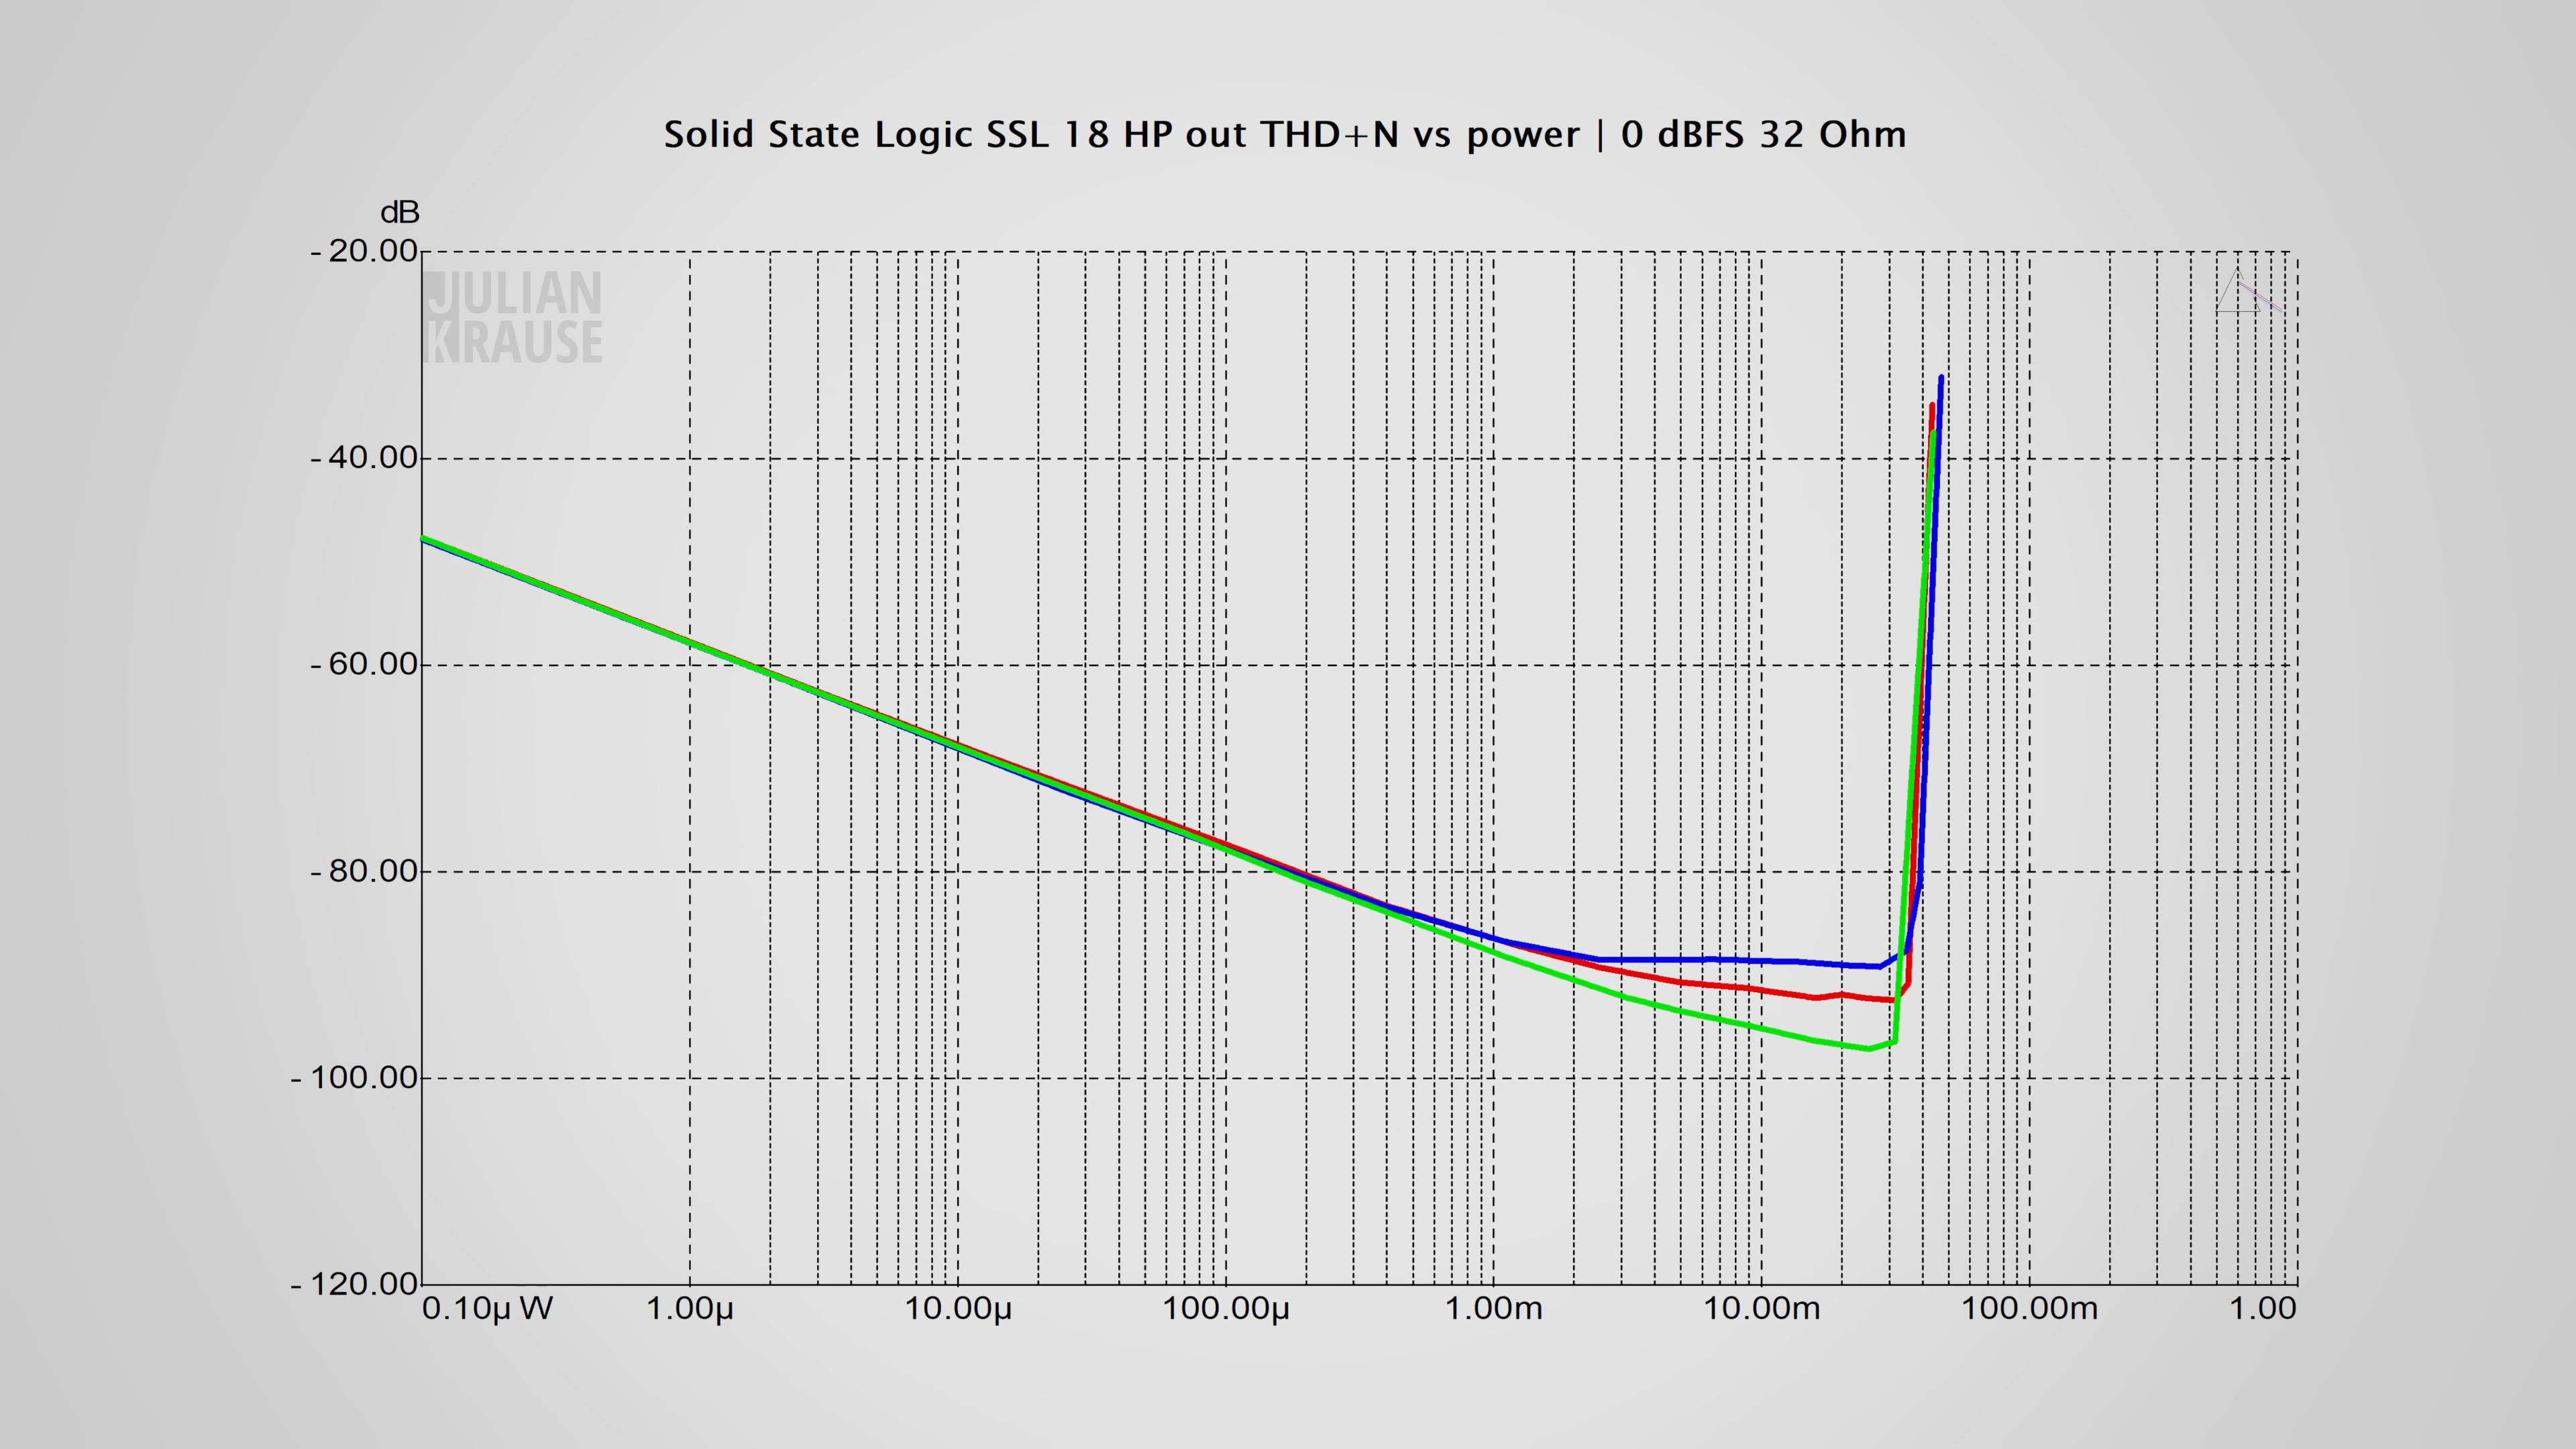 Solid State Logic SSL 18 HP out THD+N vs power | 0 dBFS 32 Ohm
dB
- 20.00
JULIAN
KRAUSE
- 40.00
- 60.00
- 80.00
- 100.00
- 120.00
0.10µ W 1.00µ 10.00µ 100.00µ 1.00m 10.00m 100.00m 1.00